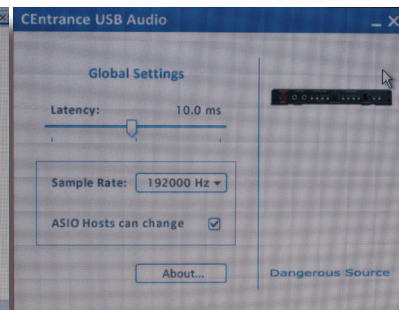 CEntrance USB Audio
Global Settings
Latency: 10.0 ms
Sample Rate: 192000 Hz
ASIO Hosts can change
About...
Dangerous Source